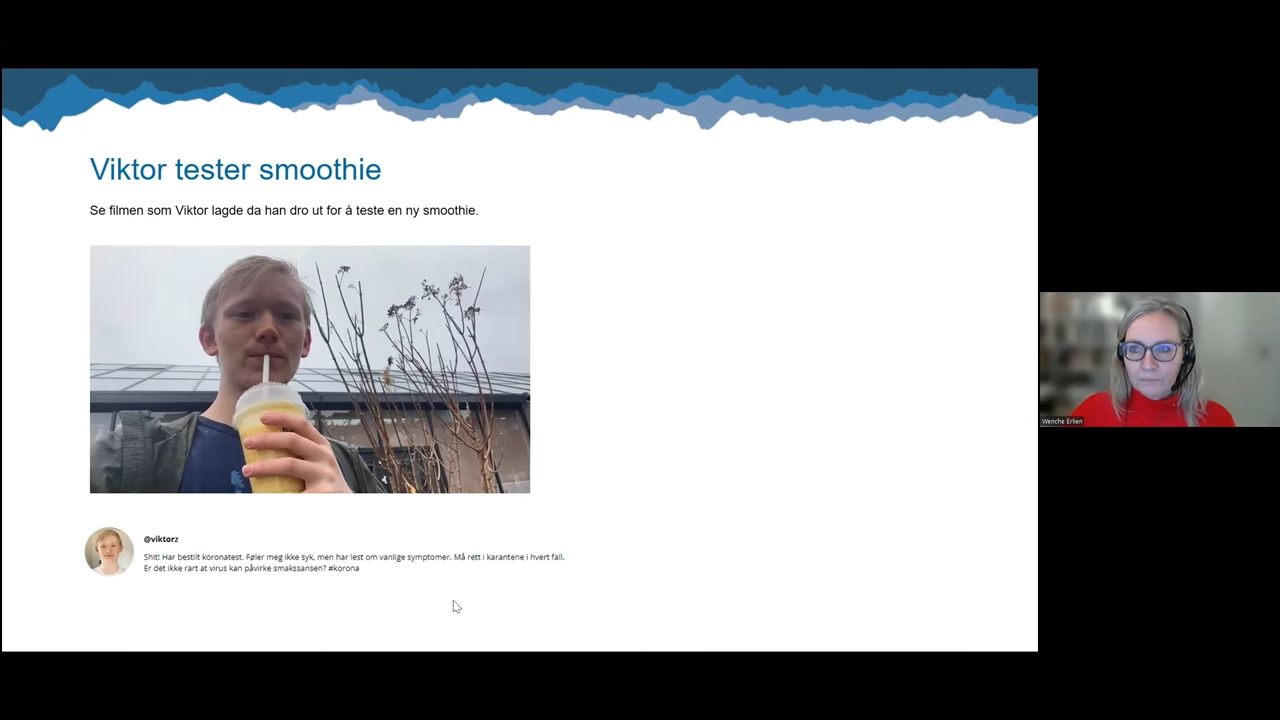 Viktor tester smoothie
Se filmen som Viktor lagde da han dro ut for å teste en ny smoothie.
@viktorz
Shit! Har bestilt koronatest. Føler meg ikke syk, men har lest om vanlige symptomer. Må rett i karantene i hvert fall.
Er det ikke rart at virus kan påvirke smakssansen? #korona
Wenche Erlien